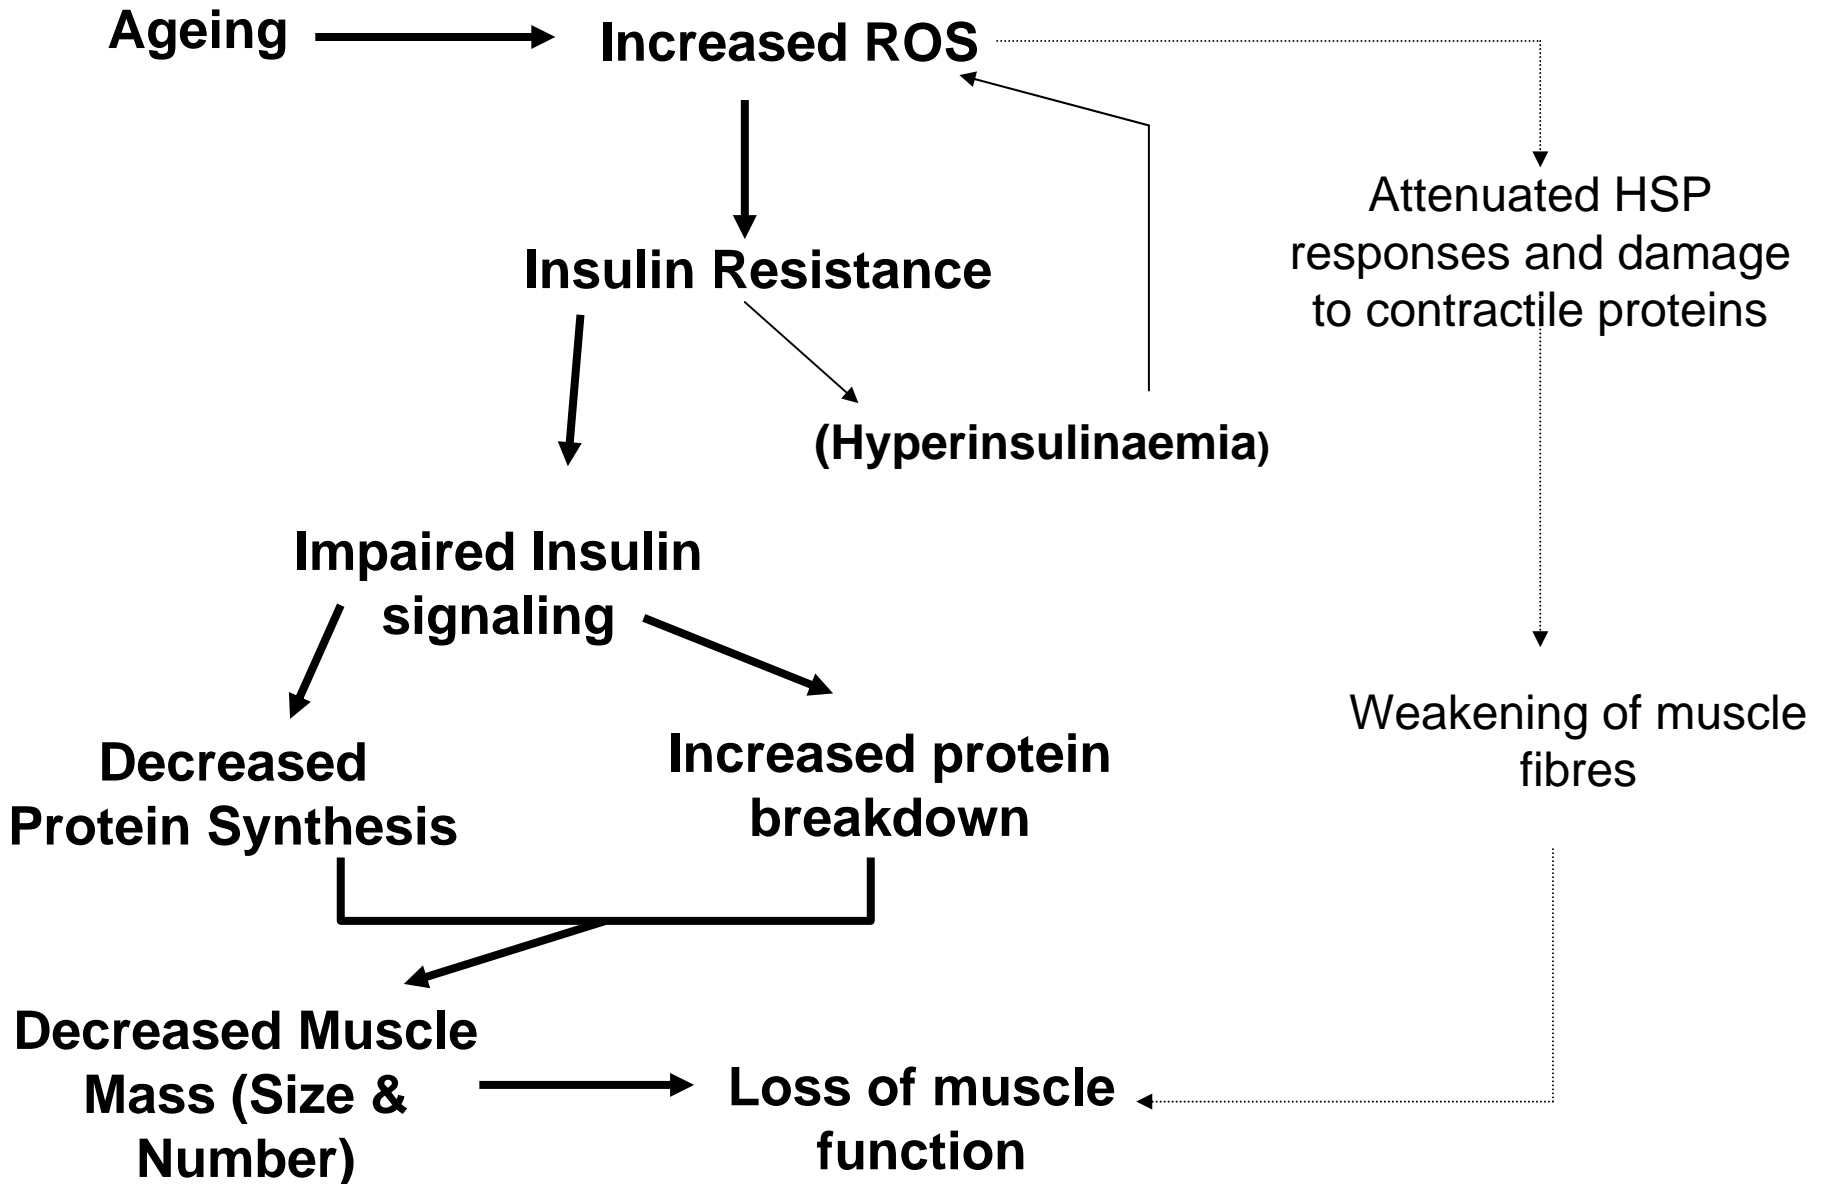 Ageing
Increased ROS
Attenuated HSP
responses and damage
to contractile proteins
Insulin Resistance
(Hyperinsulinaemia)
Impaired Insulin
signaling
Decreased
Protein Synthesis
Increased protein
breakdown
Weakening of muscle
fibres
Decreased Muscle
Mass (Size &
Number)
Loss of muscle
function